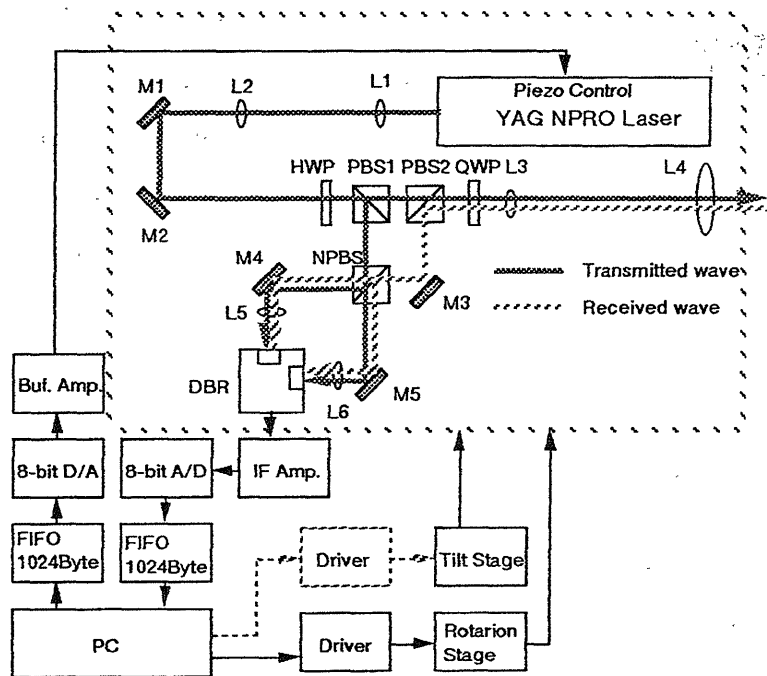 Piezo Control
YAG NPRO Laser
M1
L2
L1
HWP
PBS1
PBS2
QWP
L3
L4
M2
M4
NPBS
M3
Transmitted wave
Received wave
L5
DBR
L6
M5
Buf. Amp.
8-bit D/A
8-bit A/D
IF Amp.
FIFO
1024Byte
FIFO
1024Byte
Driver
Tilt Stage
PC
Driver
Rotarion
Stage